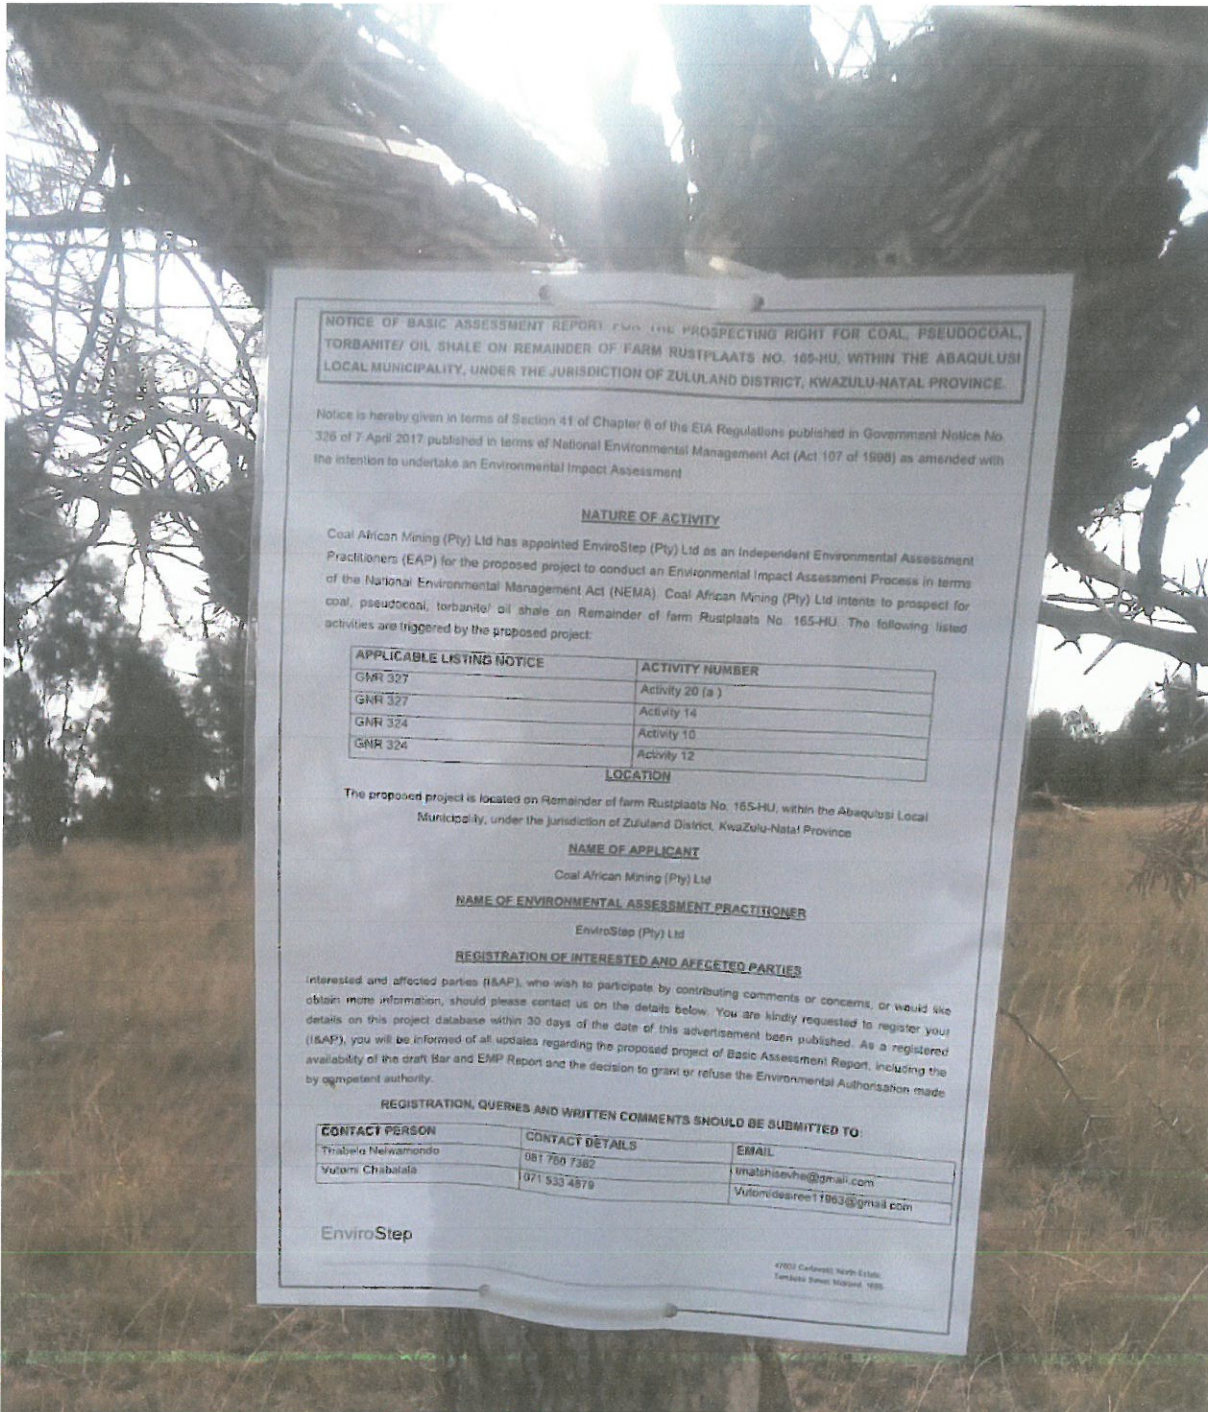 NOTICE OF BASIC ASSESSMENT REPORT FOR THE PROSPECTING RIGHT FOR COAL, PSEUDOCOAL,
TORBANITE/ OIL SHALE ON REMAINDER OF FARM RUSTPLAATS NO. 165-HU, WITHIN THE ABAQULUSI
LOCAL MUNICIPALITY, UNDER THE JURISDICTION OF ZULULAND DISTRICT, KWAZULU-NATAL PROVINCE.
Notice is hereby given in terms of Section 41 of Chapter 6 of the EIA Regulations published in Government Notice No.
326 of 7 April 2017 published in terms of National Environmental Management Act (Act 107 of 1998) as amended with
the intention to undertake an Environmental Impact Assessment
NATURE OF ACTIVITY
Coal African Mining (Pty) Ltd has appointed EnviroStep (Pty) Ltd as an Independent Environmental Assessment
Practitioners (EAP) for the proposed project to conduct an Environmental Impact Assessment Process in terms
of the National Environmental Management Act (NEMA). Coal African Mining (Pty) Ltd intents to prospect for
coal, pseudocoal, torbanite/ oil shale on Remainder of farm Rustplaats No. 165-HU. The following listed
activities are triggered by the proposed project:
APPLICABLE LISTING NOTICE ACTIVITY NUMBER
GNR 327 Activity 20 (a )
GNR 327 Activity 14
GNR 324 Activity 10
GNR 324 Activity 12
LOCATION
The proposed project is located on Remainder of farm Rustplaats No. 165-HU, within the Abaqulusi Local
Municipality, under the jurisdiction of Zululand District, KwaZulu-Natal Province
NAME OF APPLICANT
Coal African Mining (Pty) Ltd
NAME OF ENVIRONMENTAL ASSESSMENT PRACTITIONER
EnviroStep (Pty) Ltd
REGISTRATION OF INTERESTED AND AFFCETED PARTIES
Interested and affected parties (I&AP), who wish to participate by contributing comments or concerns, or would like
obtain more information, should please contact us on the details below. You are kindly requested to register your
details on this project database within 30 days of the date of this advertisement been published. As a registered
(I&AP), you will be informed of all updates regarding the proposed project of Basic Assessment Report, including the
availability of the draft Bar and EMP Report and the decision to grant or refuse the Environmental Authorisation made
by competent authority.
REGISTRATION, QUERIES AND WRITTEN COMMENTS SHOULD BE SUBMITTED TO:
CONTACT PERSON CONTACT DETAILS EMAIL
Thabelo Nelwamondo 081 760 7382 tmatshisevhe@gmail.com
Vutomi Chabalala 071 533 4879 Vutomidesiree11963@gmail.com
EnviroStep
Street, Midrand, 1685